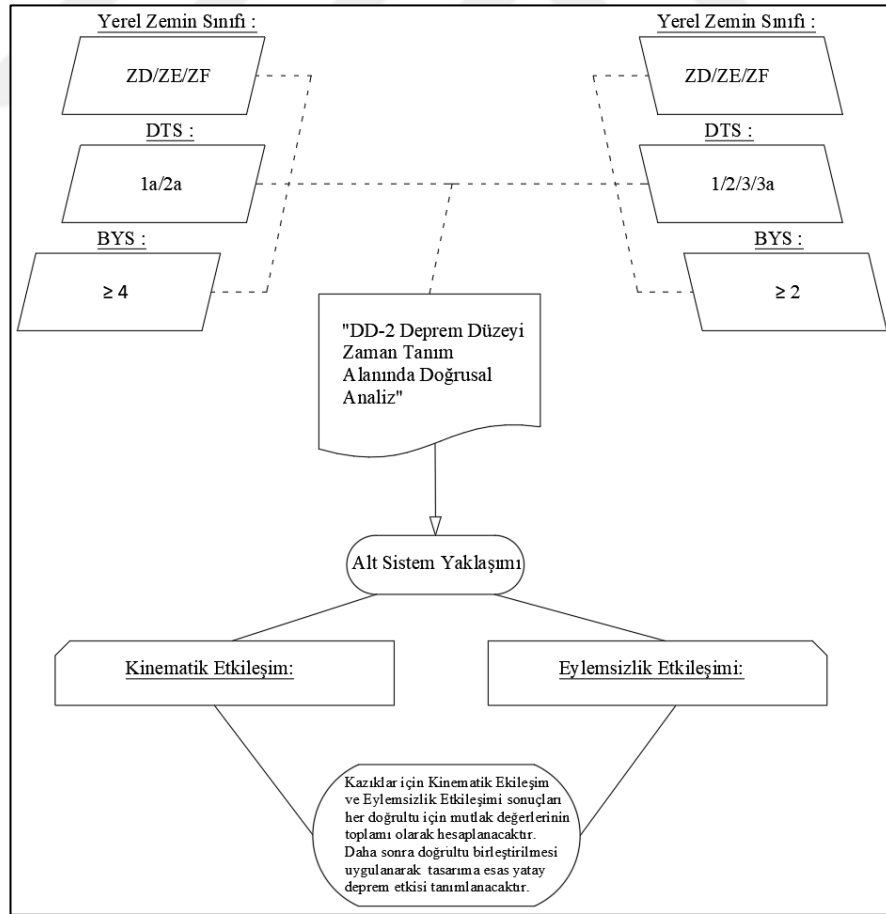 Yerel Zemin Sınıfı :
ZD/ZE/ZF
DTS :
1a/2a
BYS :
≥ 4
Yerel Zemin Sınıfı :
ZD/ZE/ZF
DTS :
1/2/3/3a
BYS :
≥ 2
"DD-2 Deprem Düzeyi
Zaman Tanım
Alanında Doğrusal
Analiz"
Alt Sistem Yaklaşımı
Kinematik Etkileşim:
Eylemsizlik Etkileşimi:
Kazıklar için Kinematik Ekileşim
ve Eylemsizlik Etkileşimi sonuçları
her doğrultu için mutlak değerlerinin
toplamı olarak hesaplanacaktır.
Daha sonra doğrultu birleştirilmesi
uygulanarak tasarıma esas yatay
deprem etkisi tanımlanacaktır.